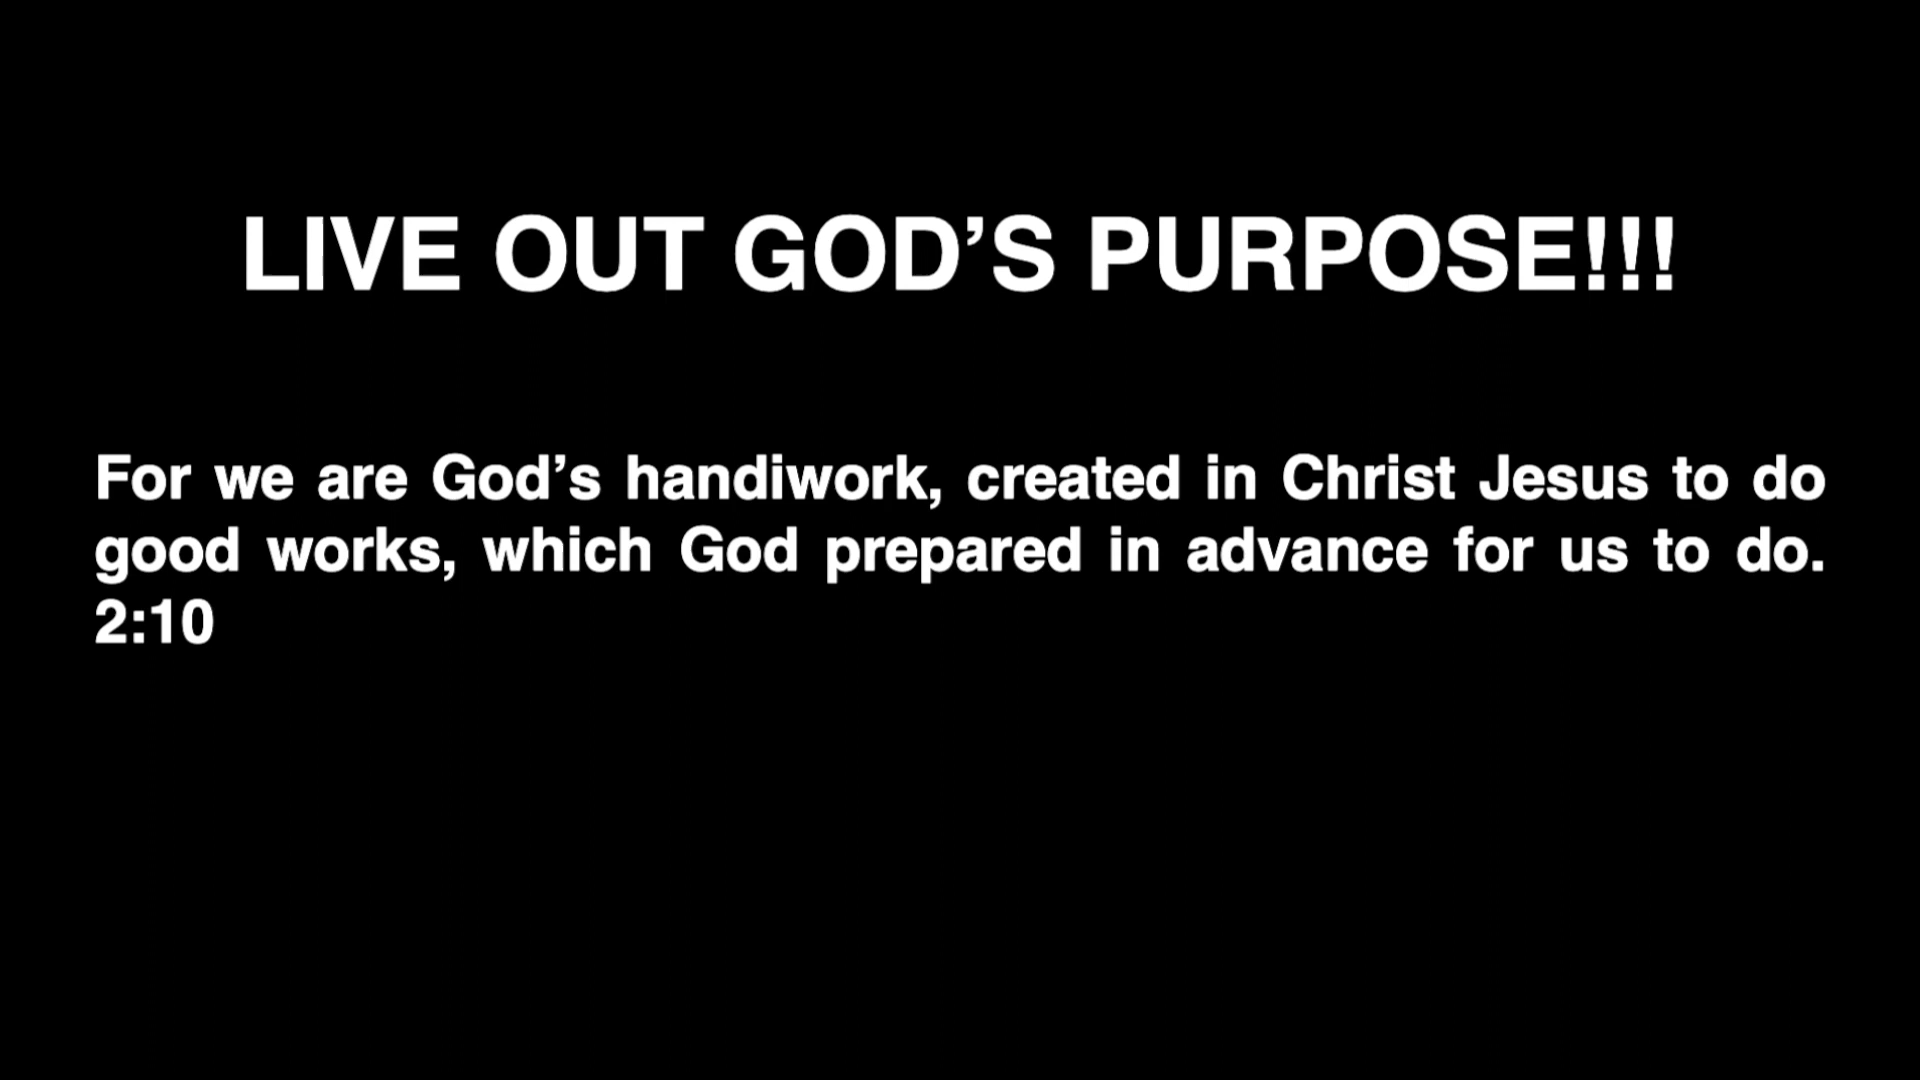 LIVE OUT GOD’S PURPOSE!!!
For we are God’s handiwork, created in Christ Jesus to do
good works, which God prepared in advance for us to do.
2:10